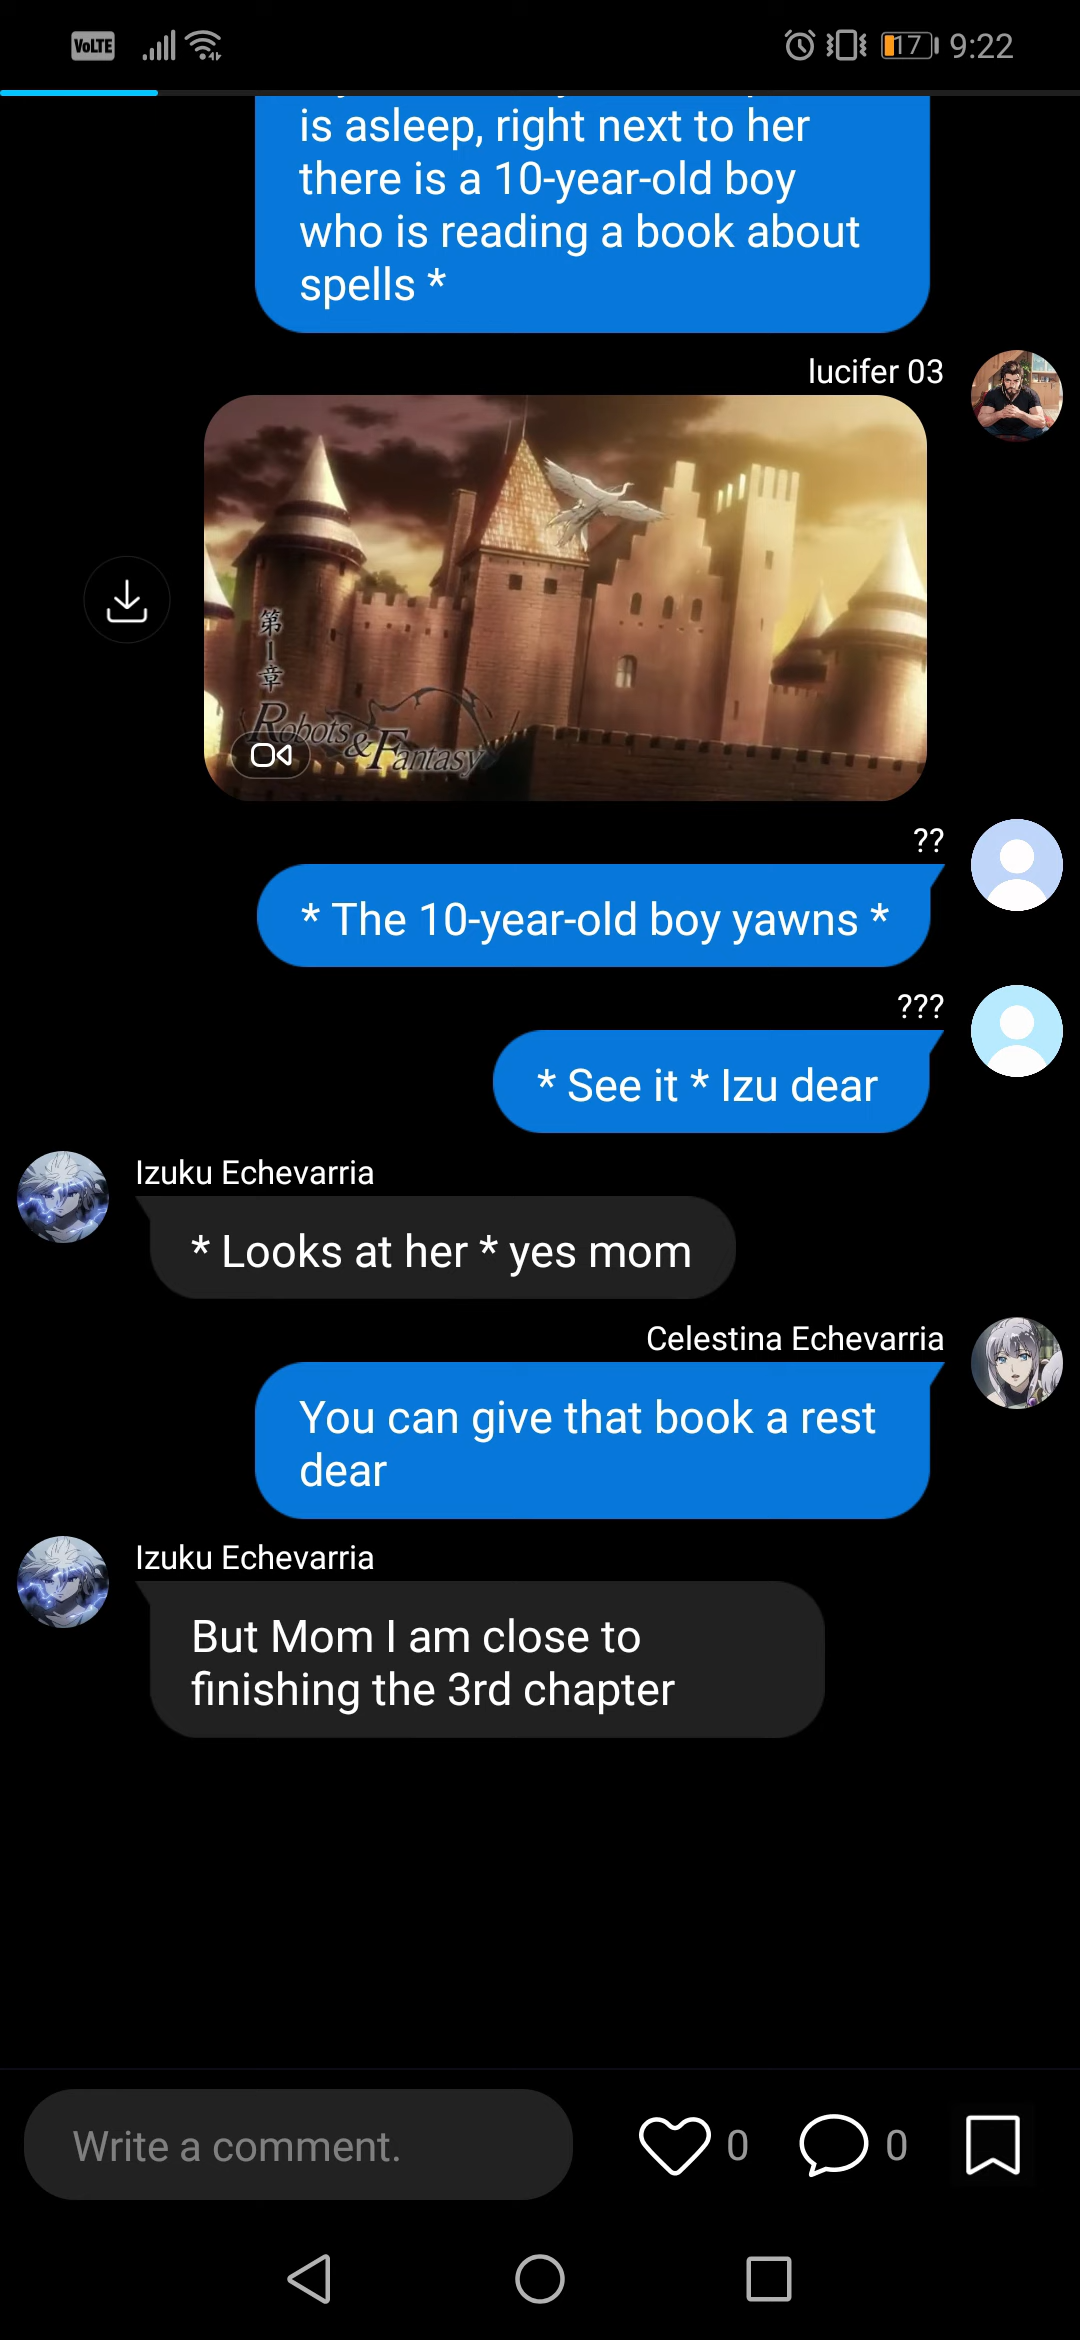 VoLTE 17 9:22
is asleep, right next to her
there is a 10-year-old boy
who is reading a book about
spells *
lucifer 03
第
1
章
Robots
&Fantasy
??
* The 10-year-old boy yawns *
???
* See it * Izu dear
Izuku Echevarria
* Looks at her * yes mom
Celestina Echevarria
You can give that book a rest
dear
Izuku Echevarria
But Mom I am close to
finishing the 3rd chapter
Write a comment. 0 0